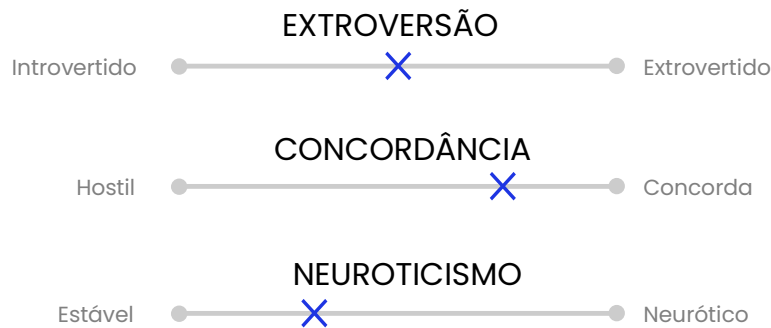 EXTROVERSÃO
Introvertido Extrovertido
CONCORDÂNCIA
Hostil Concorda
NEUROTICISMO
Estável Neurótico